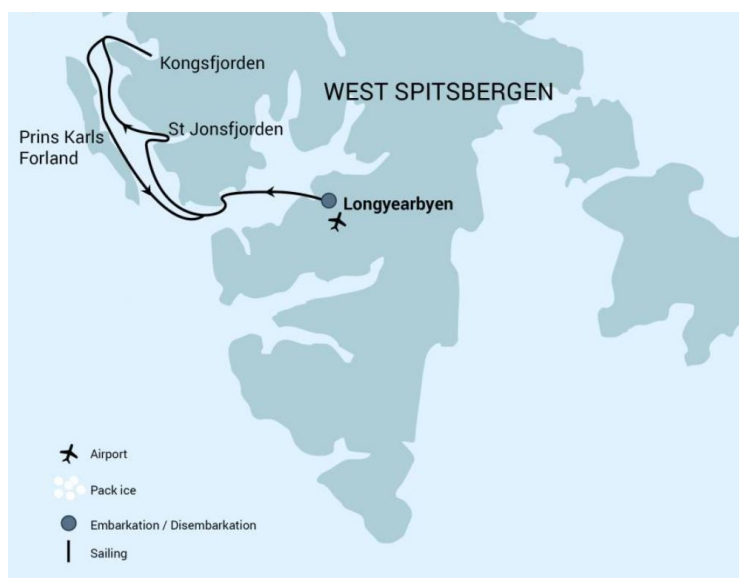 Kongsfjorden
WEST SPITSBERGEN
St Jonsfjorden
Prins Karls
Forland
Longyearbyen
Airport
Pack ice
Embarkation / Disembarkation
Sailing